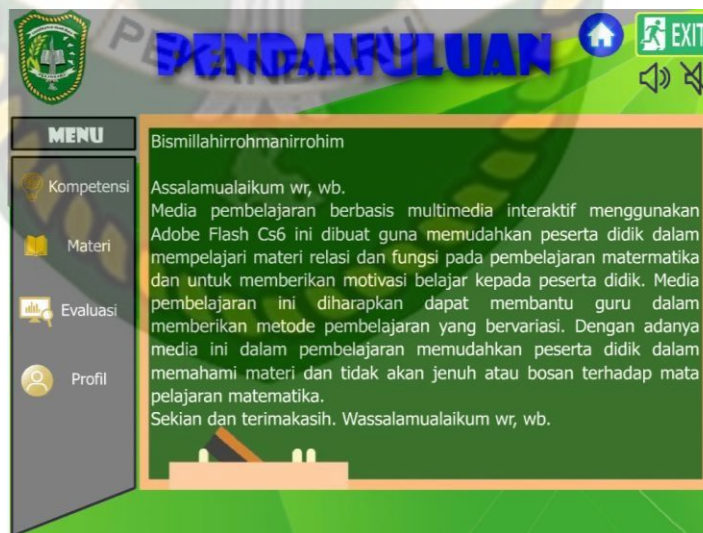 PEKANBARU
PENDAHULUAN
EXIT
MENU
Kompetensi
Materi
Evaluasi
Profil
Bismillahirrohmanirrohim
Assalamualaikum wr, wb.
Media pembelajaran berbasis multimedia interaktif menggunakan
Adobe Flash Cs6 ini dibuat guna memudahkan peserta didik dalam
mempelajari materi relasi dan fungsi pada pembelajaran matermatika
dan untuk memberikan motivasi belajar kepada peserta didik. Media
pembelajaran ini diharapkan dapat membantu guru dalam
memberikan metode pembelajaran yang bervariasi. Dengan adanya
media ini dalam pembelajaran memudahkan peserta didik dalam
memahami materi dan tidak akan jenuh atau bosan terhadap mata
pelajaran matematika.
Sekian dan terimakasih. Wassalamualaikum wr, wb.